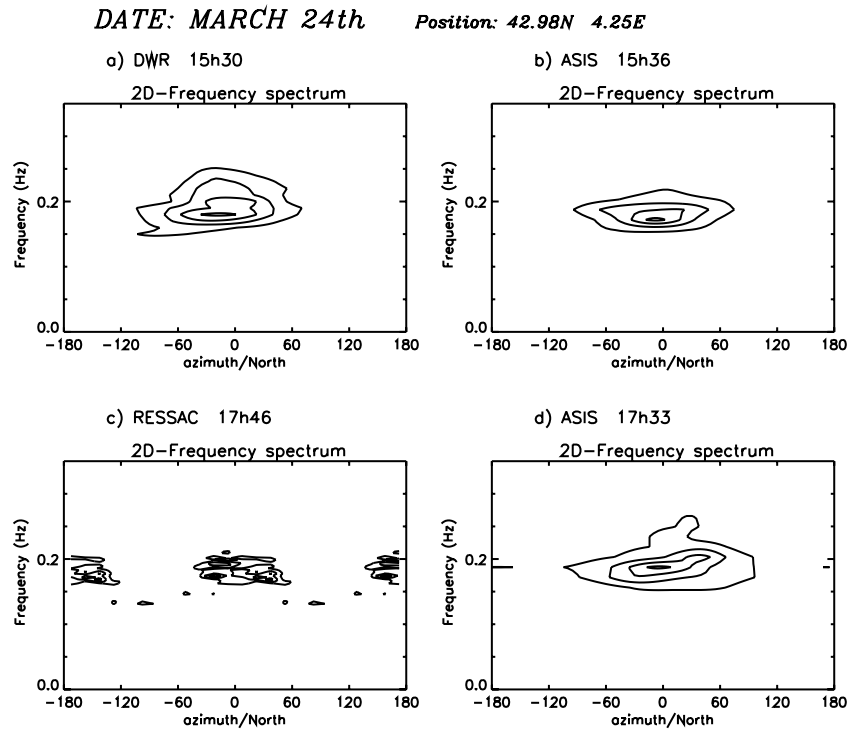 DATE: MARCH 24th Position: 42.98N 4.25E
a) DWR 15h30
2D-Frequency spectrum
Frequency (Hz)
0.2
0.0
-180 -120 -60 0 60 120 180
azimuth/North
b) ASIS 15h36
2D-Frequency spectrum
Frequency (Hz)
0.2
0.0
-180 -120 -60 0 60 120 180
azimuth/North
c) RESSAC 17h46
2D-Frequency spectrum
Frequency (Hz)
0.2
0.0
-180 -120 -60 0 60 120 180
azimuth/North
d) ASIS 17h33
2D-Frequency spectrum
Frequency (Hz)
0.2
0.0
-180 -120 -60 0 60 120 180
azimuth/North